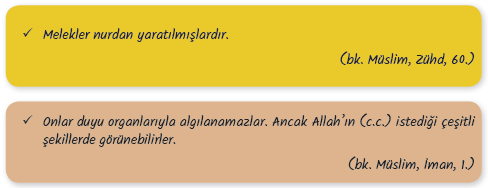 ✓ Melekler nurdan yaratılmışlardır.
(bk. Müslim, Zühd, 60.)
✓ Onlar duyu organlarıyla algılanamazlar. Ancak Allah'ın (c.c.) istediği çeşitli
şekillerde görünebilirler.
(bk. Müslim, İman, 1.)